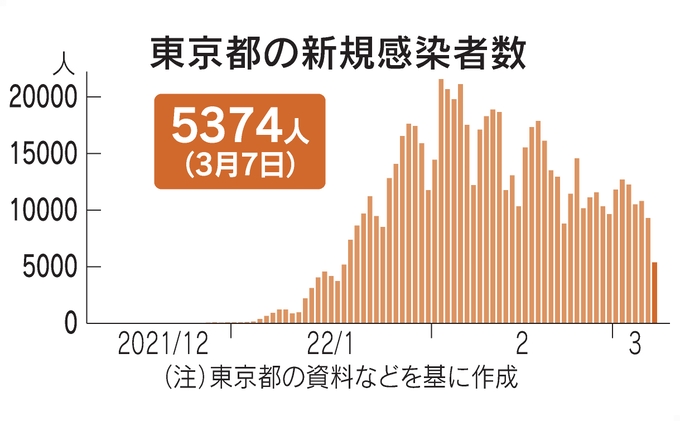 東京都の新規感染者数
人
20000
15000
10000
5000
0
5374人
(3月7日)
2021/12 22/1 2 3
(注)東京都の資料などを基に作成